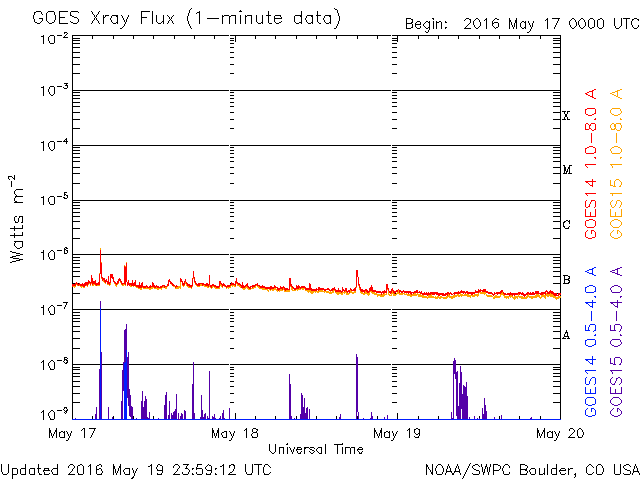 GOES Xray Flux (1-minute data)
Begin: 2016 May 17 0000 UTC
10-2
10-3
10-4
10-5
10-6
10-7
10-8
10-9
Watts m-2
X
M
C
B
A
GOES14 1.0-8.0 A
GOES15 1.0-8.0 A
GOES14 0.5-4.0 A
GOES15 0.5-4.0 A
May 17
May 18
May 19
May 20
Universal Time
Updated 2016 May 19 23:59:12 UTC
NOAA/SWPC Boulder, CO USA